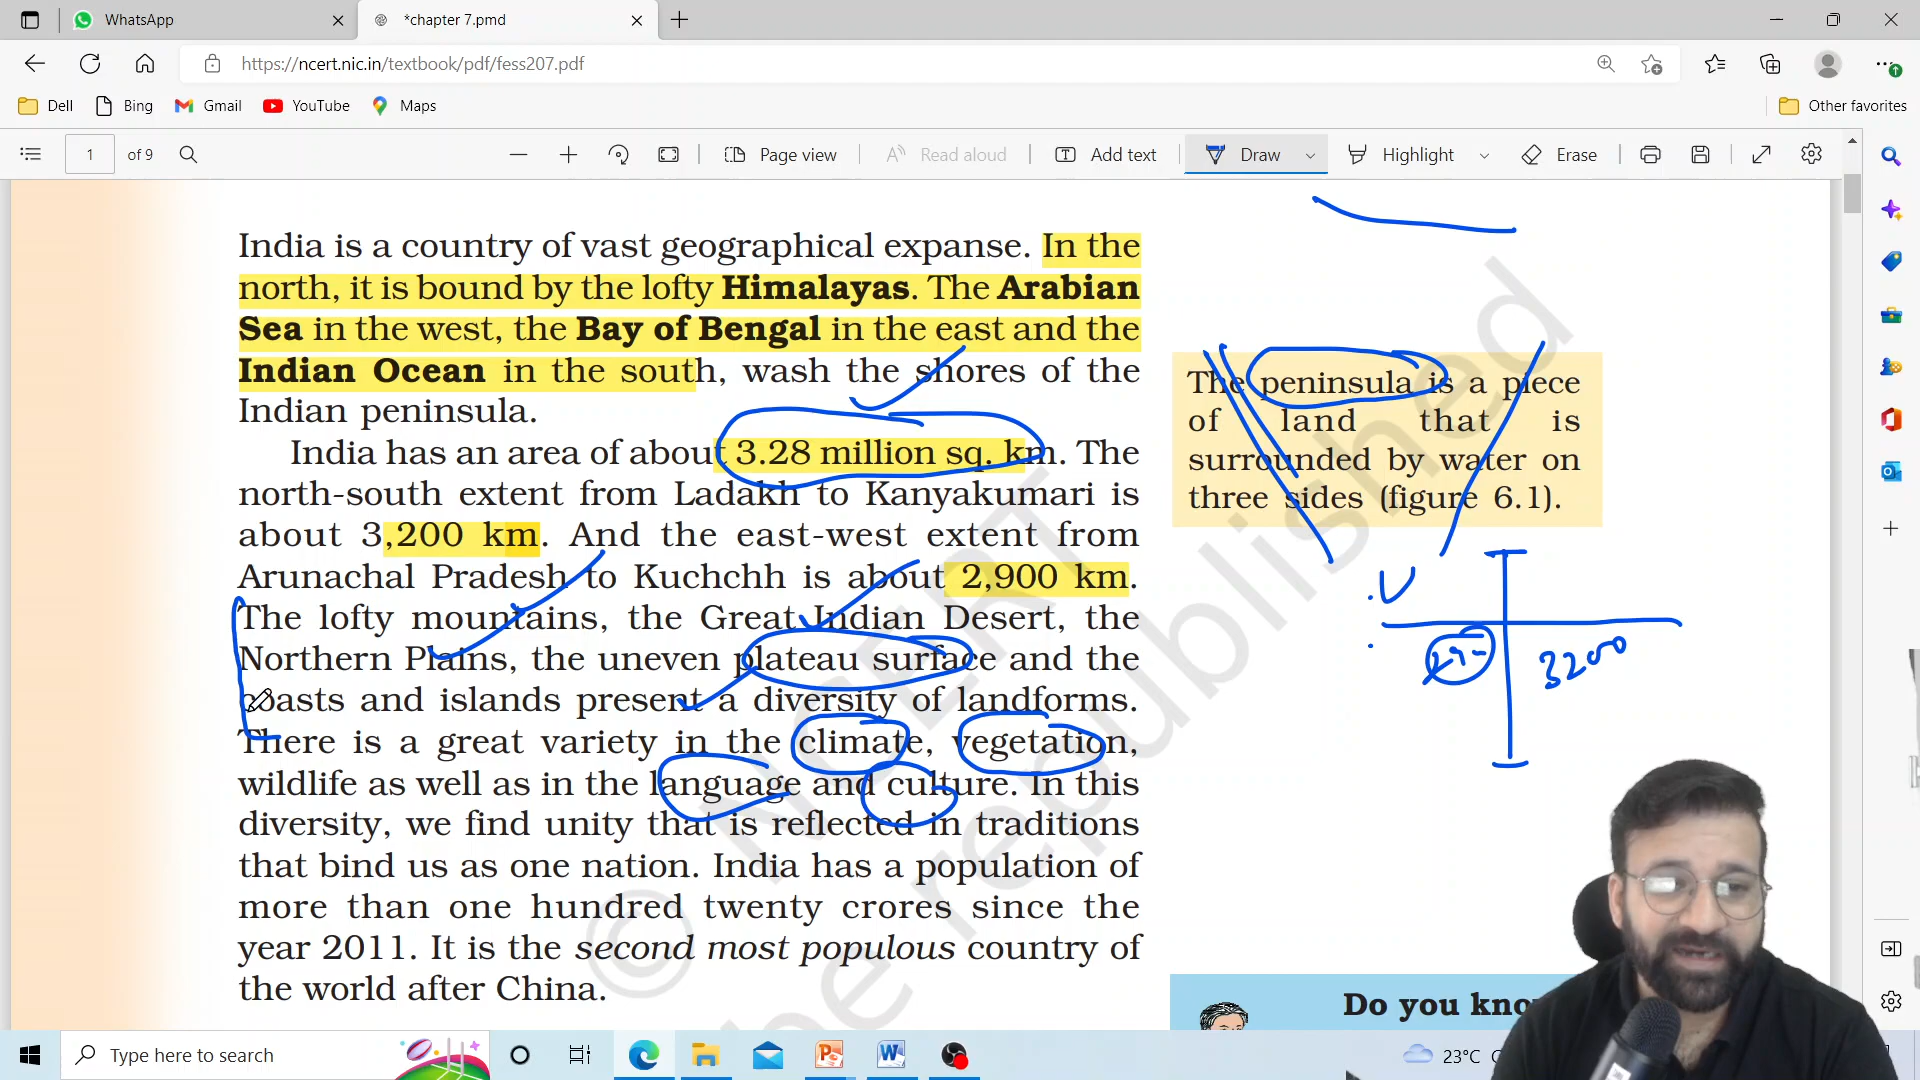 WhatsApp
*chapter 7.pmd
https://ncert.nic.in/textbook/pdf/fess207.pdf
Dell
Bing
Gmail
YouTube
Maps
Other favorites
1 of 9
Page view
Read aloud
Add text
Draw
Highlight
Erase
India is a country of vast geographical expanse. In the
north, it is bound by the lofty Himalayas. The Arabian
Sea in the west, the Bay of Bengal in the east and the
Indian Ocean in the south, wash the shores of the
Indian peninsula.
India has an area of about 3.28 million sq. km. The
north-south extent from Ladakh to Kanyakumari is
about 3,200 km. And the east-west extent from
Arunachal Pradesh to Kuchchh is about 2,900 km.
The lofty mountains, the Great Indian Desert, the
Northern Plains, the uneven plateau surface and the
coasts and islands present a diversity of landforms.
There is a great variety in the climate, vegetation,
wildlife as well as in the language and culture. In this
diversity, we find unity that is reflected in traditions
that bind us as one nation. India has a population of
more than one hundred twenty crores since the
year 2011. It is the second most populous country of
the world after China.
The peninsula is a piece
of land that is
surrounded by water on
three sides (figure 6.1).
3200
Do you kno
© NCERT
be republished
Type here to search
23°C